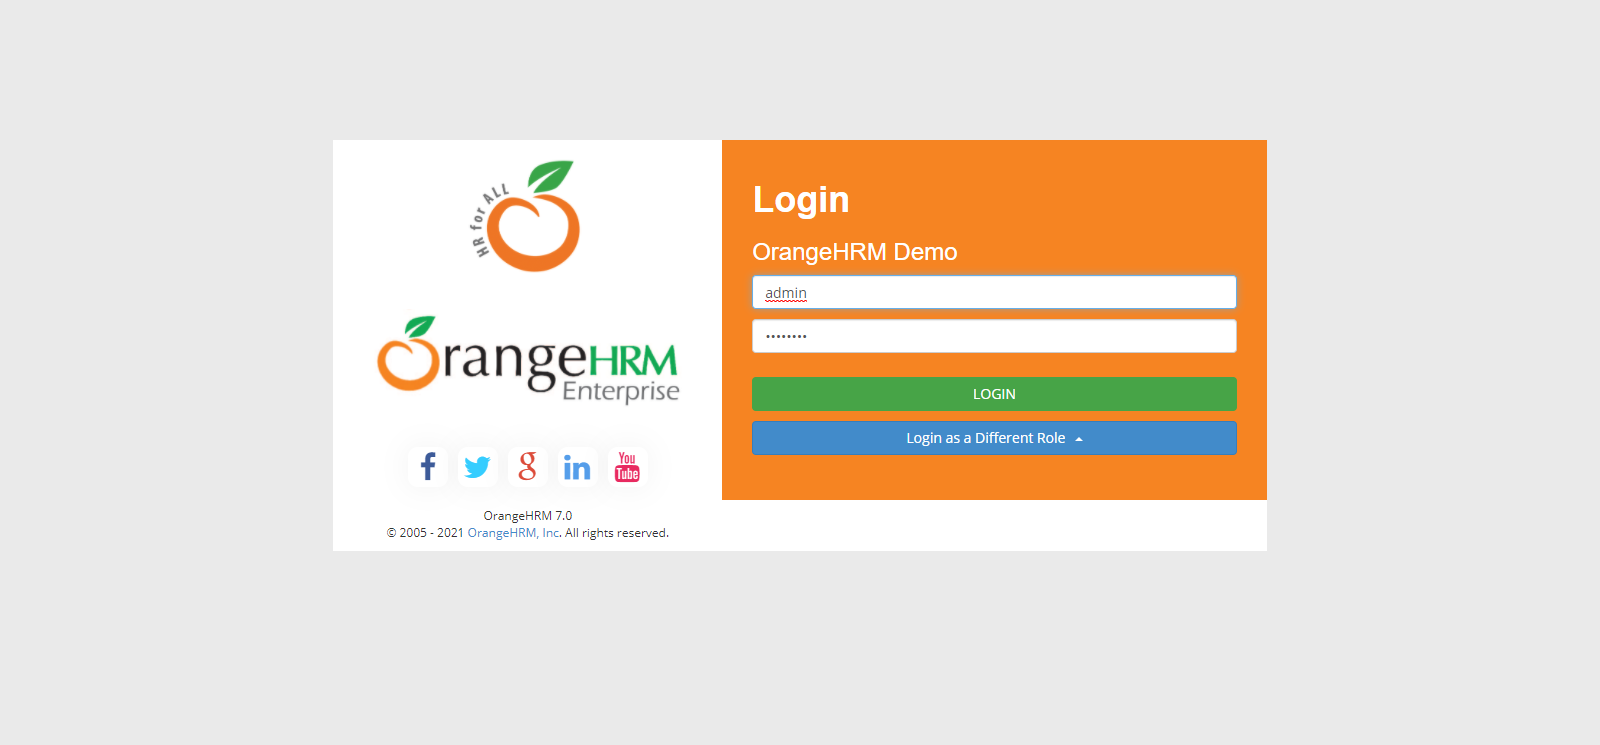 HR for ALL
OrangeHRM
Enterprise
You
Tube
OrangeHRM 7.0
© 2005 - 2021 OrangeHRM, Inc. All rights reserved.
Login
OrangeHRM Demo
admin
••••••••
LOGIN
Login as a Different Role